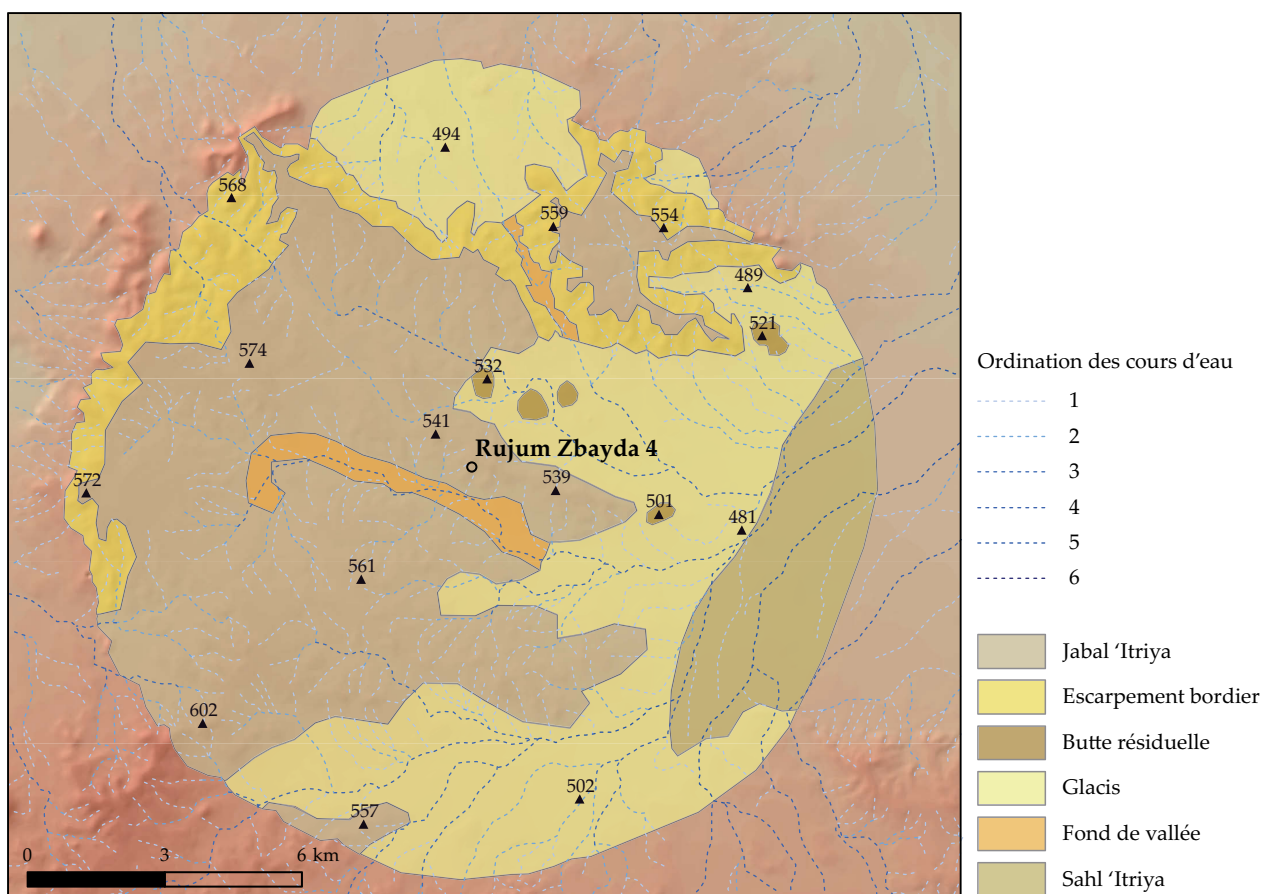 494
568
559
554
489
521
574
532
541
Rujum Zbayda 4
572
539
501
481
561
602
502
557
0 3 6 km
Ordination des cours d’eau
1
2
3
4
5
6
Jabal ‘Itriya
Escarpement bordier
Butte résiduelle
Glacis
Fond de vallée
Sahl ‘Itriya